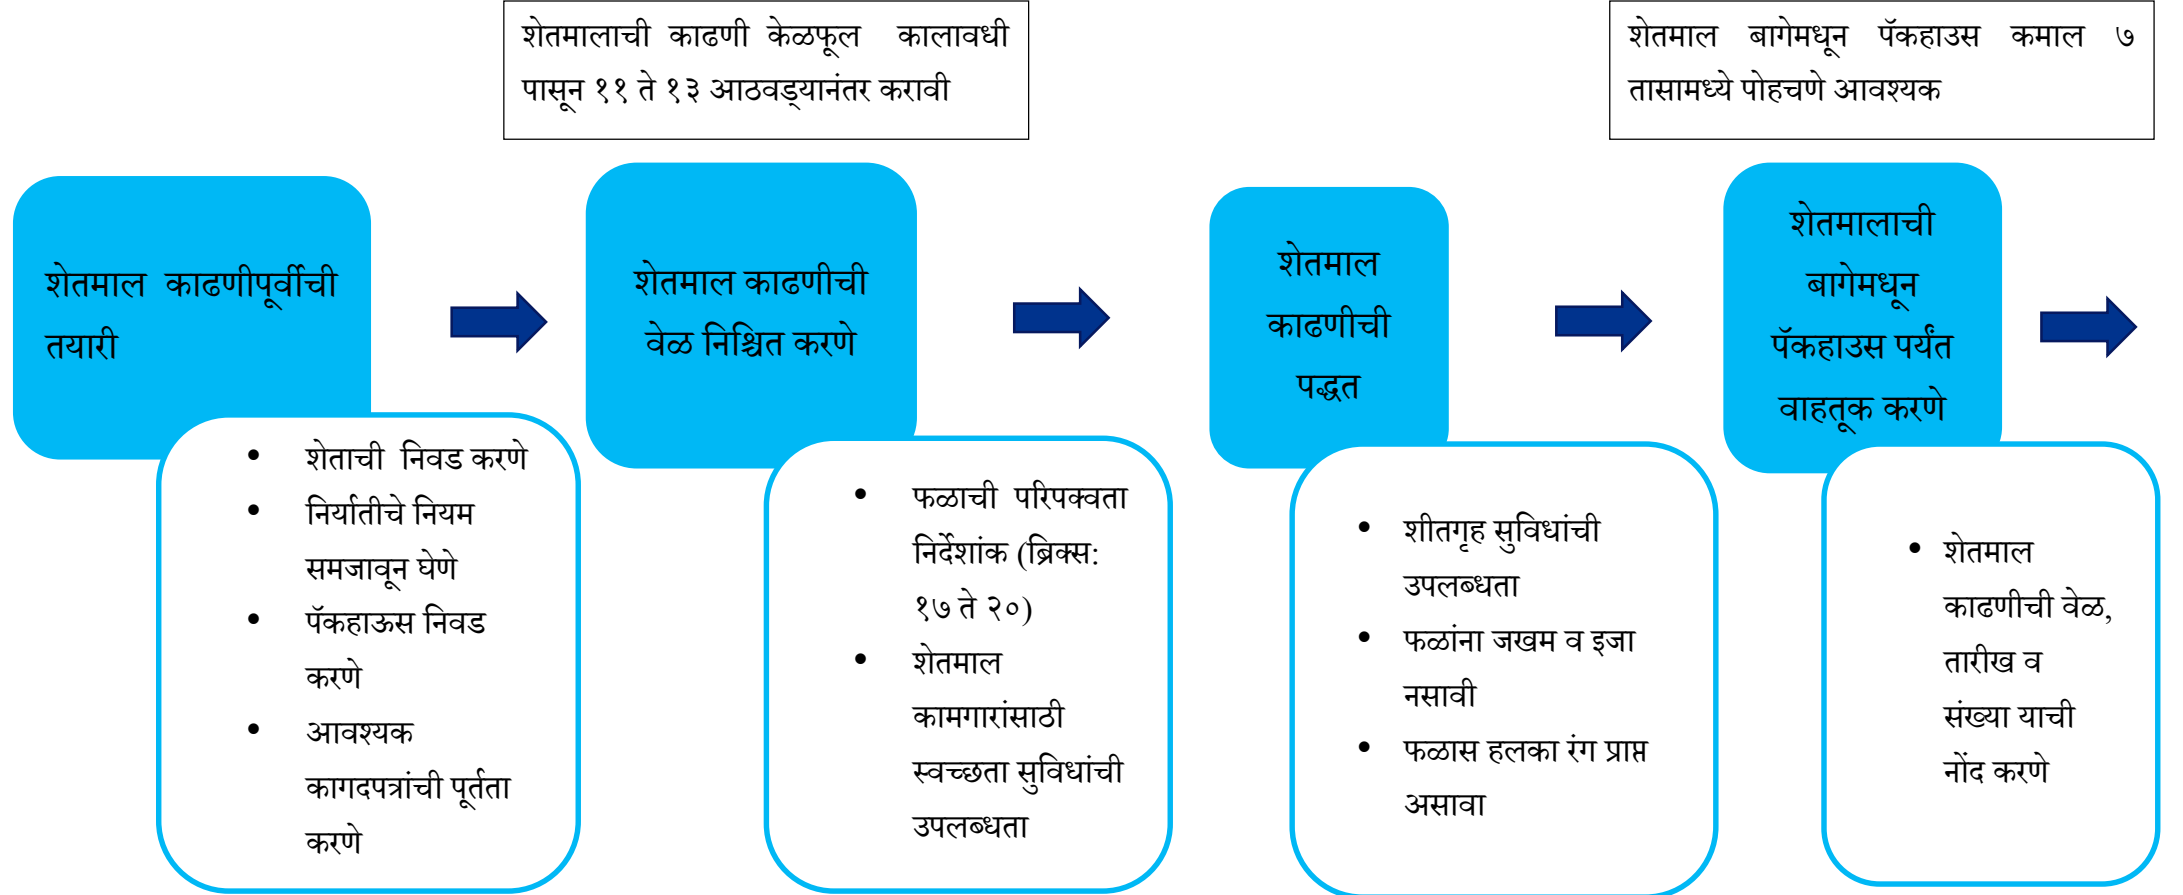 शेतमालाची काढणी केळफूल कालावधी
पासून ११ ते १३ आठवड्यानंतर करावी
शेतमाल बागेमधून पॅकहाउस कमाल ७
तासामध्ये पोहचणे आवश्यक
शेतमाल काढणीपूर्वीची
तयारी
• शेताची निवड करणे
• निर्यातीचे नियम
समजावून घेणे
• पॅकहाऊस निवड
करणे
• आवश्यक
कागदपत्रांची पूर्तता
करणे
शेतमाल काढणीची
वेळ निश्चित करणे
• फळाची परिपक्वता
निर्देशांक (ब्रिक्स:
१७ ते २०)
• शेतमाल
कामगारांसाठी
स्वच्छता सुविधांची
उपलब्धता
शेतमाल
काढणीची
पद्धत
• शीतगृह सुविधांची
उपलब्धता
• फळांना जखम व इजा
नसावी
• फळास हलका रंग प्राप्त
असावा
शेतमालाची
बागेमधून
पॅकहाउस पर्यंत
वाहतूक करणे
• शेतमाल
काढणीची वेळ,
तारीख व
संख्या याची
नोंद करणे